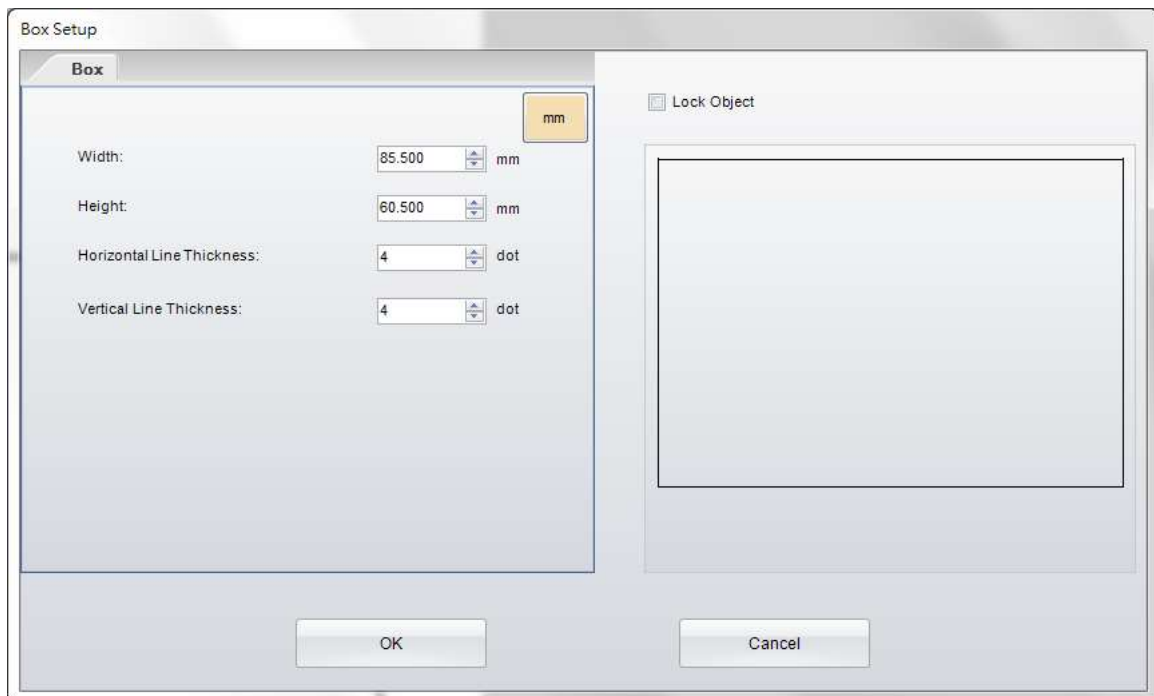 Box Setup
Box
mm
Lock Object
Width: 85.500 mm
Height: 60.500 mm
Horizontal Line Thickness: 4 dot
Vertical Line Thickness: 4 dot
OK Cancel